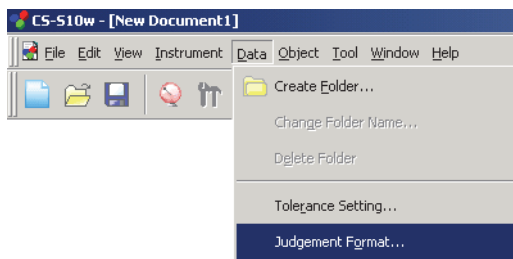 CS-S10w - [New Document1]
File Edit View Instrument Data Object Tool Window Help
Create Folder...
Change Folder Name...
Delete Folder
Tolerance Setting...
Judgement Format...